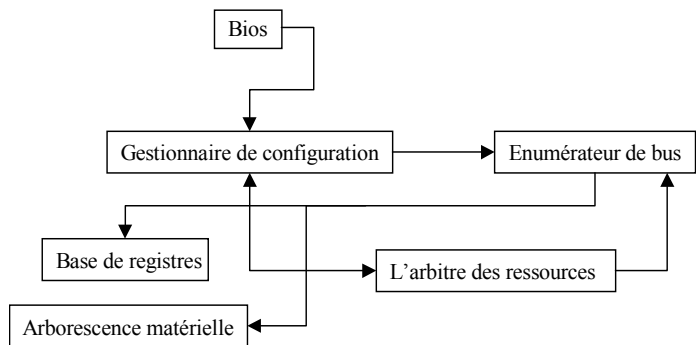 Bios
Gestionnaire de configuration
Enumérateur de bus
Base de registres
L'arbitre des ressources
Arborescence matérielle